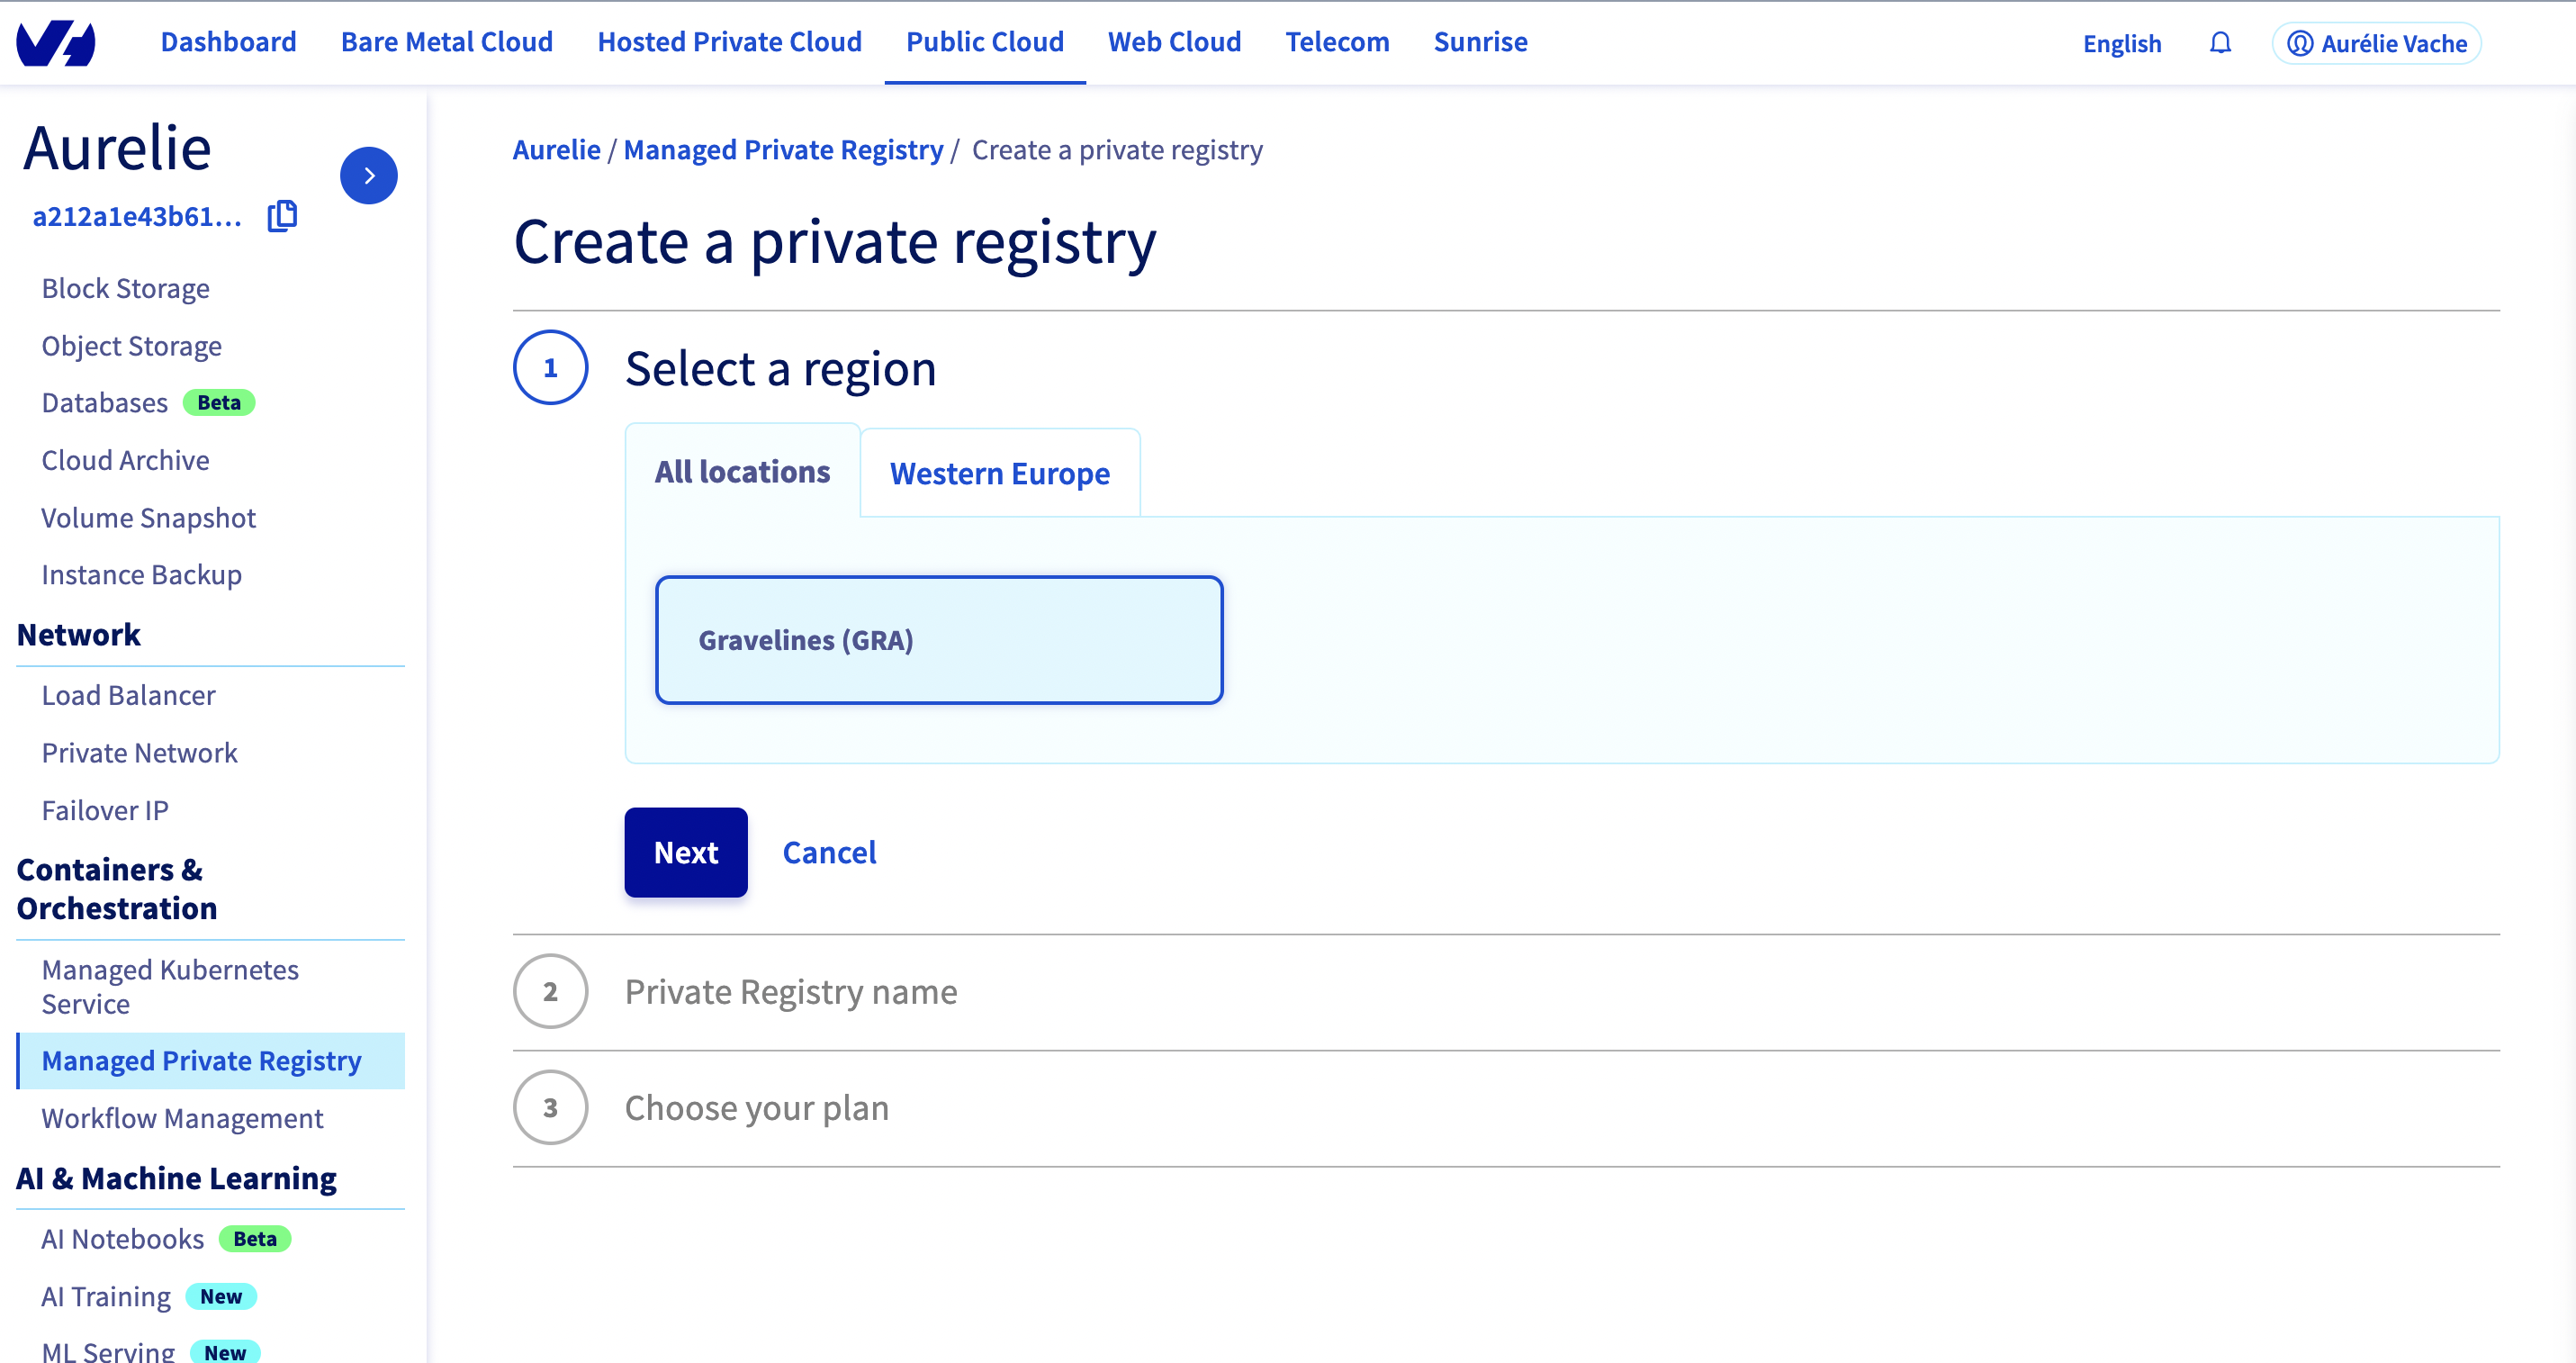 Dashboard
Bare Metal Cloud
Hosted Private Cloud
Public Cloud
Web Cloud
Telecom
Sunrise
English
Aurélie Vache
Aurelie
a212a1e43b61...
Block Storage
Object Storage
Databases Beta
Cloud Archive
Volume Snapshot
Instance Backup
Network
Load Balancer
Private Network
Failover IP
Containers &
Orchestration
Managed Kubernetes
Service
Managed Private Registry
Workflow Management
AI & Machine Learning
AI Notebooks Beta
AI Training New
ML Serving New
Aurelie / Managed Private Registry / Create a private registry
Create a private registry
1 Select a region
All locations
Western Europe
Gravelines (GRA)
Next
Cancel
2 Private Registry name
3 Choose your plan